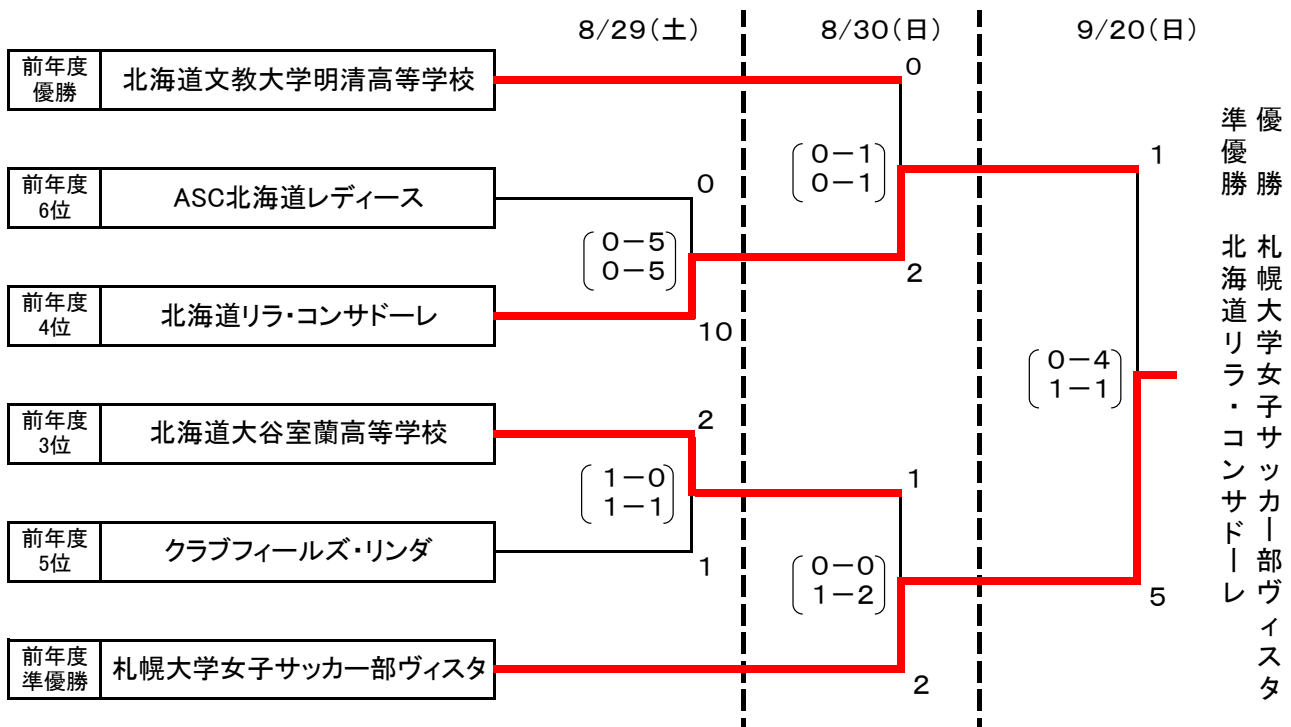 8/29(土)
8/30(日)
9/20(日)
前年度
優勝
北海道文教大学明清高等学校
前年度
6位
ASC北海道レディース
前年度
4位
北海道リラ・コンサドーレ
前年度
3位
北海道大谷室蘭高等学校
前年度
5位
クラブフィールズ・リンダ
前年度
準優勝
札幌大学女子サッカー部ヴィスタ
0
0-5
0-5
10
2
1-0
1-1
1
0
0-1
0-1
2
1
0-0
1-2
2
1
0-4
1-1
5
優勝 札幌大学女子サッカー部ヴィスタ
準優勝 北海道リラ・コンサドーレ